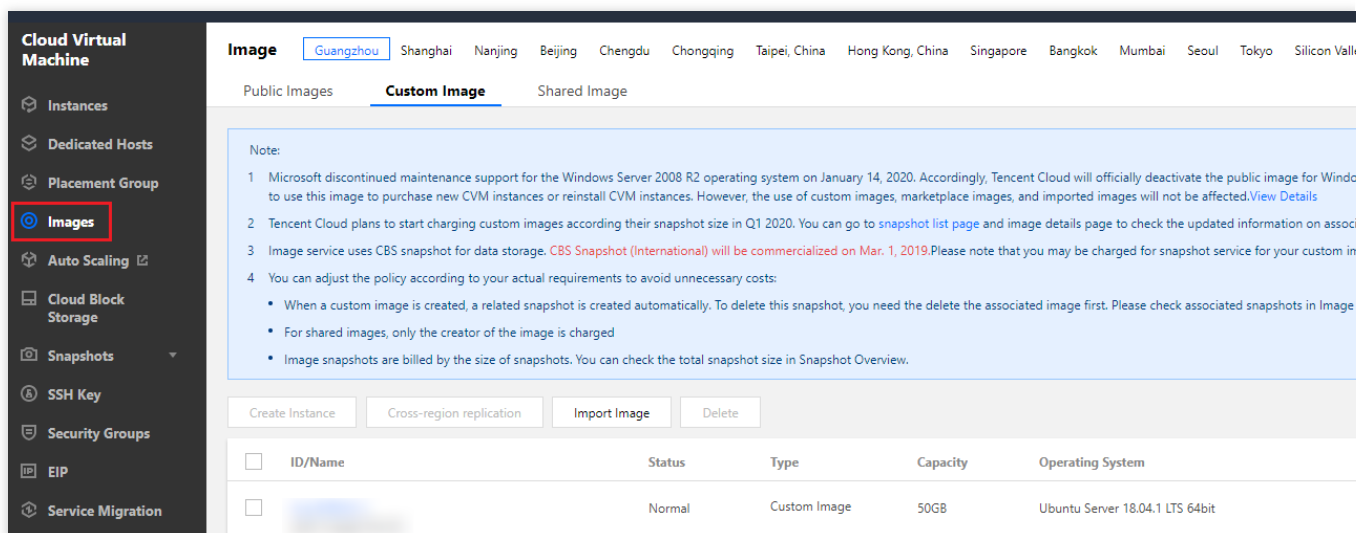 Cloud Virtual
Machine
Instances
Dedicated Hosts
Placement Group
Images
Auto Scaling
Cloud Block
Storage
Snapshots
SSH Key
Security Groups
EIP
Service Migration
Image Guangzhou Shanghai Nanjing Beijing Chengdu Chongqing Taipei, China Hong Kong, China Singapore Bangkok Mumbai Seoul Tokyo Silicon Valle
Public Images Custom Image Shared Image
Note:
1 Microsoft discontinued maintenance support for the Windows Server 2008 R2 operating system on January 14, 2020. Accordingly, Tencent Cloud will officially deactivate the public image for Windo
to use this image to purchase new CVM instances or reinstall CVM instances. However, the use of custom images, marketplace images, and imported images will not be affected.View Details
2 Tencent Cloud plans to start charging custom images according their snapshot size in Q1 2020. You can go to snapshot list page and image details page to check the updated information on associ
3 Image service uses CBS snapshot for data storage. CBS Snapshot (International) will be commercialized on Mar. 1, 2019.Please note that you may be charged for snapshot service for your custom im
4 You can adjust the policy according to your actual requirements to avoid unnecessary costs:
• When a custom image is created, a related snapshot is created automatically. To delete this snapshot, you need the delete the associated image first. Please check associated snapshots in Image
• For shared images, only the creator of the image is charged
• Image snapshots are billed by the size of snapshots. You can check the total snapshot size in Snapshot Overview.
Create Instance Cross-region replication Import Image Delete
ID/Name Status Type Capacity Operating System
Normal Custom Image 50GB Ubuntu Server 18.04.1 LTS 64bit